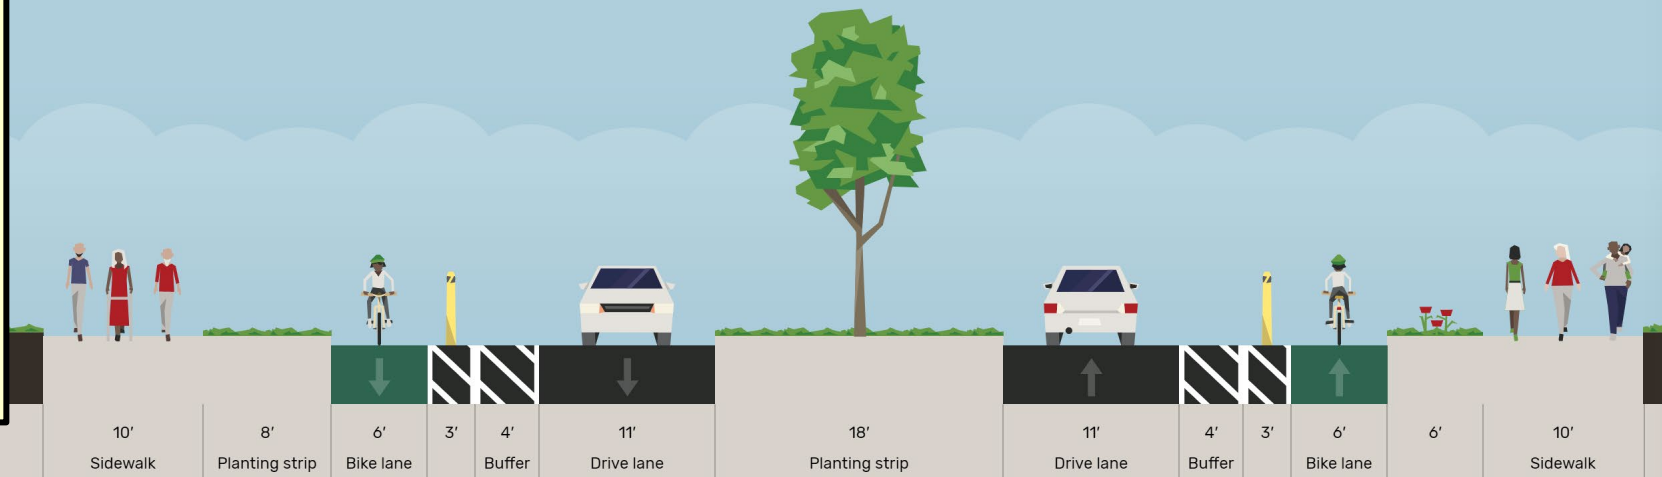 10′ 8′ 6′ 3′ 4′ 11′ 18′ 11′ 4′ 3′ 6′ 6′ 10′
Sidewalk Planting strip Bike lane Buffer Drive lane Planting strip Drive lane Buffer Bike lane Sidewalk